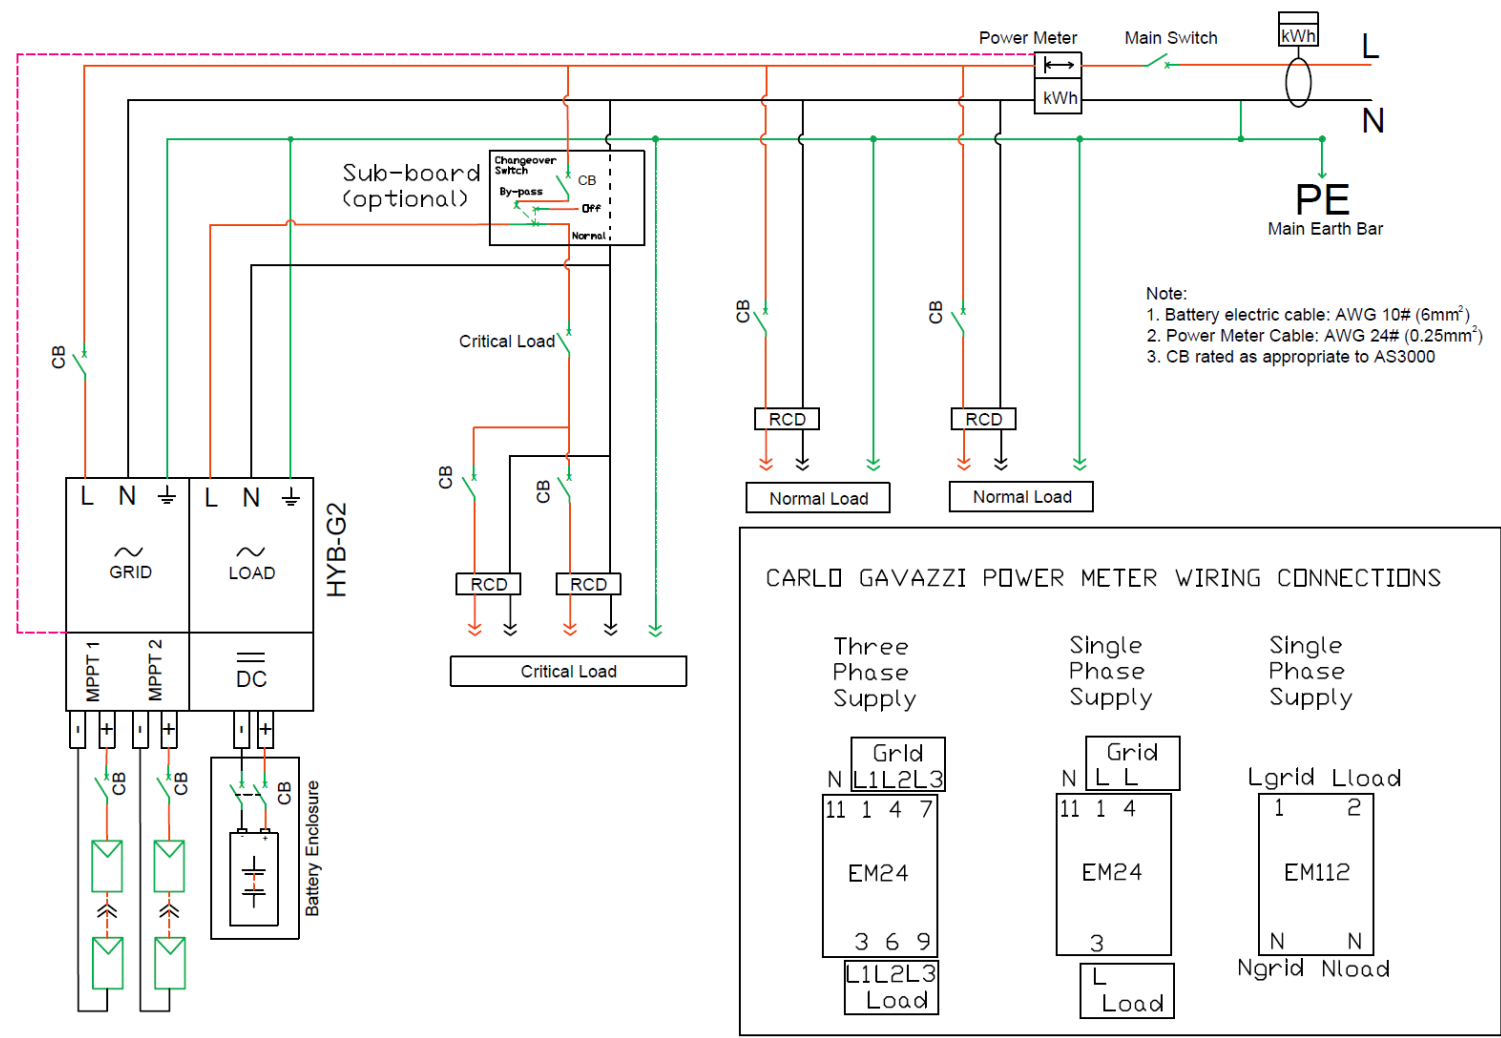 Power Meter
Main Switch
kWh
L
kWh
N
Sub-board
(optional)
Changeover
Switch
CB
By-pass
Off
Normal
PE
Main Earth Bar
Note:
1. Battery electric cable: AWG 10# (6mm²)
2. Power Meter Cable: AWG 24# (0.25mm²)
3. CB rated as appropriate to AS3000
CB
CB
CB
Critical Load
RCD
RCD
CB
CB
L N
L N
HYB-G2
Normal Load
Normal Load
GRID
LOAD
RCD
RCD
Critical Load
MPPT 1
MPPT 2
DC
- + - +
- +
CB
CB
CB
- +
Battery Enclosure
CARLO GAVAZZI POWER METER WIRING CONNECTIONS
Three
Phase
Supply
Grid
N L1L2L3
11 1 4 7
EM24
3 6 9
L1L2L3
Load
Single
Phase
Supply
Grid
N L L
11 1 4
EM24
3
L
Load
Single
Phase
Supply
Lgrid Lload
1 2
EM112
N N
Ngrid Nload